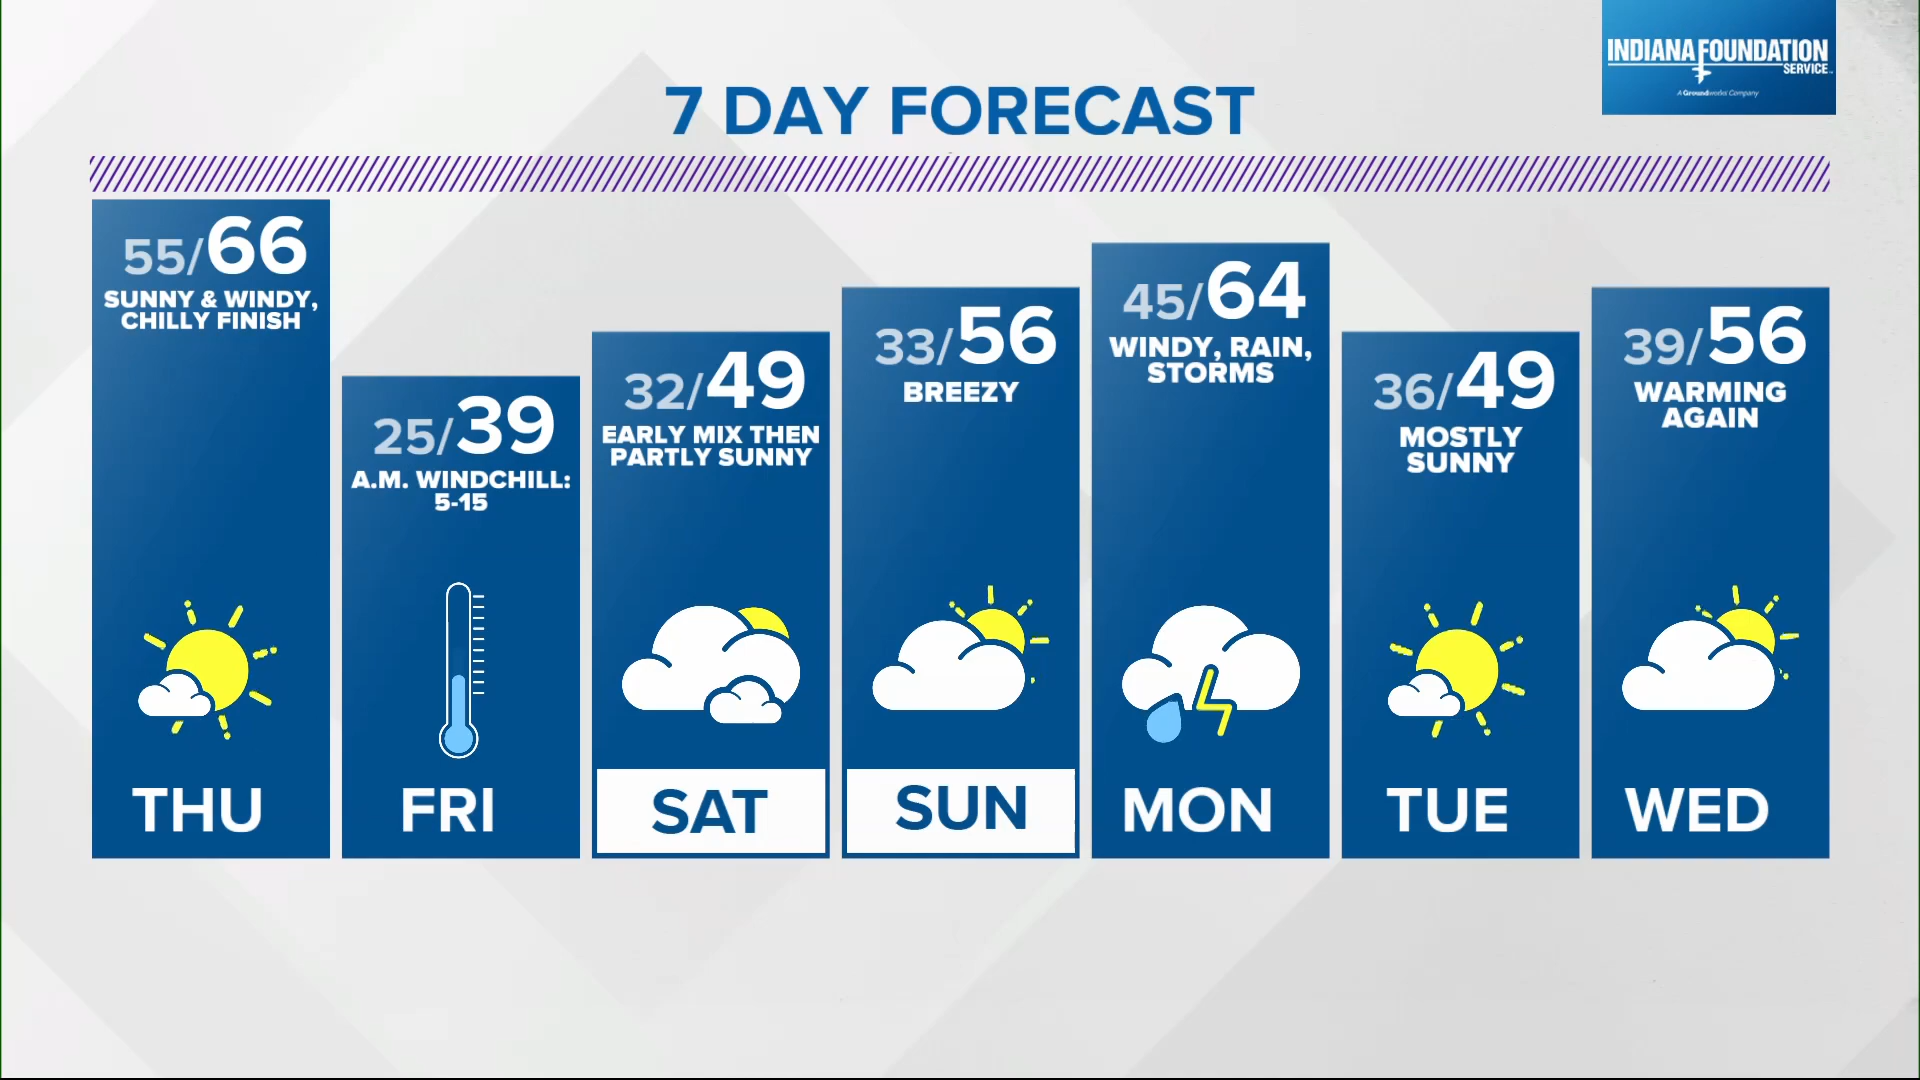 INDIANA FOUNDATION
SERVICE
A Groundworks Company
7 DAY FORECAST
55/66
SUNNY & WINDY,
CHILLY FINISH
THU
25/39
A.M. WINDCHILL:
5-15
FRI
32/49
EARLY MIX THEN
PARTLY SUNNY
SAT
33/56
BREEZY
SUN
45/64
WINDY, RAIN,
STORMS
MON
36/49
MOSTLY
SUNNY
TUE
39/56
WARMING
AGAIN
WED